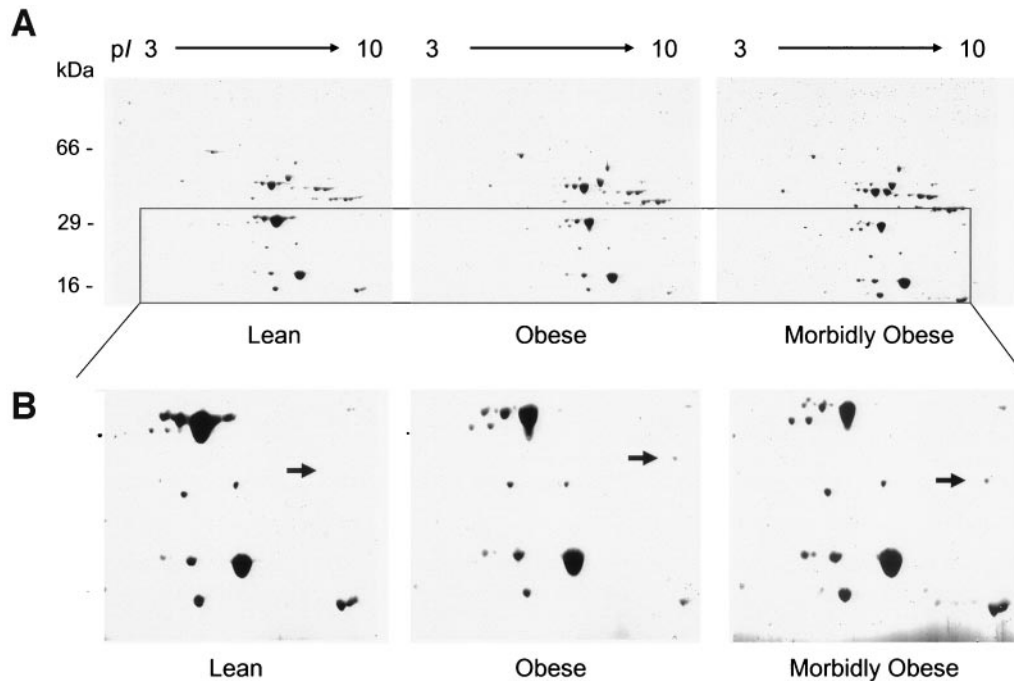 A
pI 3 10 3 10 3 10
kDa
66 -
29 -
16 -
Lean Obese Morbidly Obese
B
Lean Obese Morbidly Obese